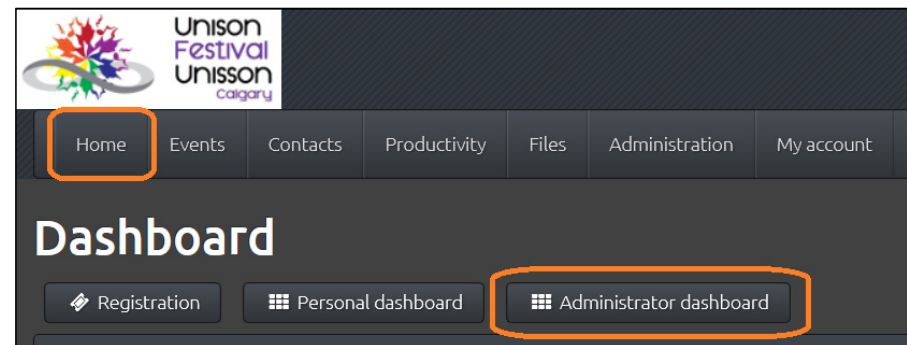 Unison
Festival
Unisson
Calgary
Home Events Contacts Productivity Files Administration My account
Dashboard
Registration Personal dashboard Administrator dashboard